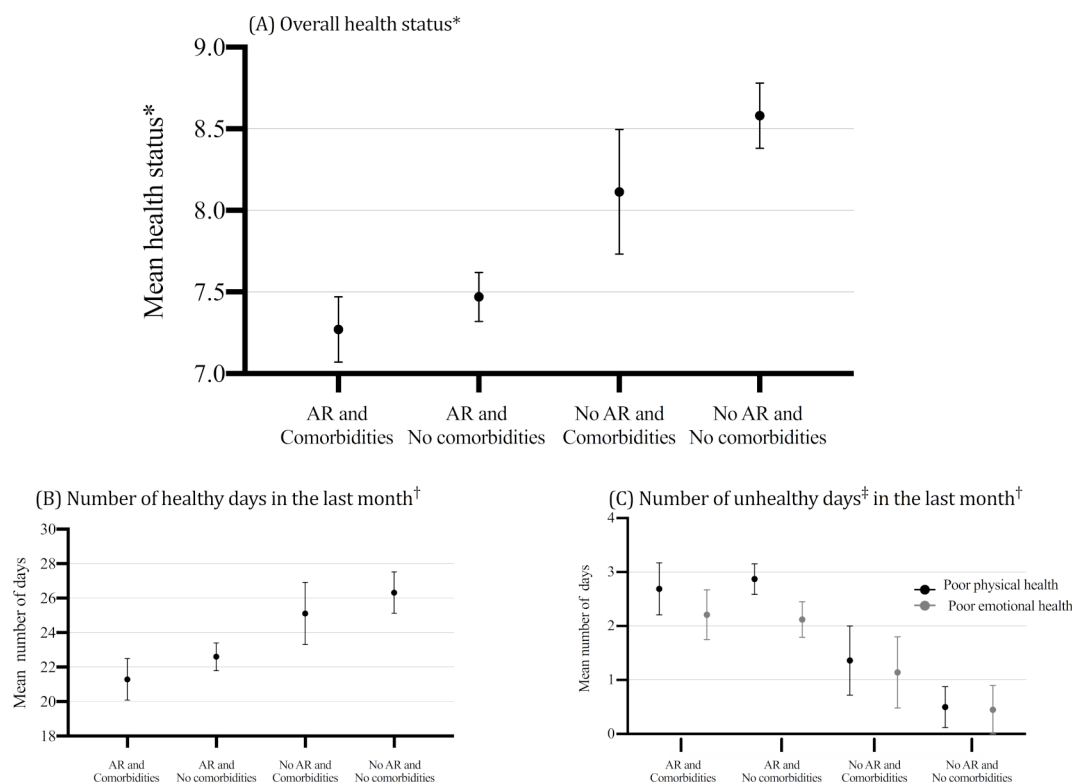 (A) Overall health status*
Mean health status*
9.0
8.5
8.0
7.5
7.0
AR and
Comorbidities
AR and
No comorbidities
No AR and
Comorbidities
No AR and
No comorbidities
(B) Number of healthy days in the last month†
Mean number of days
30
28
26
24
22
20
18
AR and
Comorbidities
AR and
No comorbidities
No AR and
Comorbidities
No AR and
No comorbidities
(C) Number of unhealthy days‡ in the last month†
Mean number of days
4
3
2
1
0
Poor physical health
Poor emotional health
AR and
Comorbidities
AR and
No comorbidities
No AR and
Comorbidities
No AR and
No comorbidities